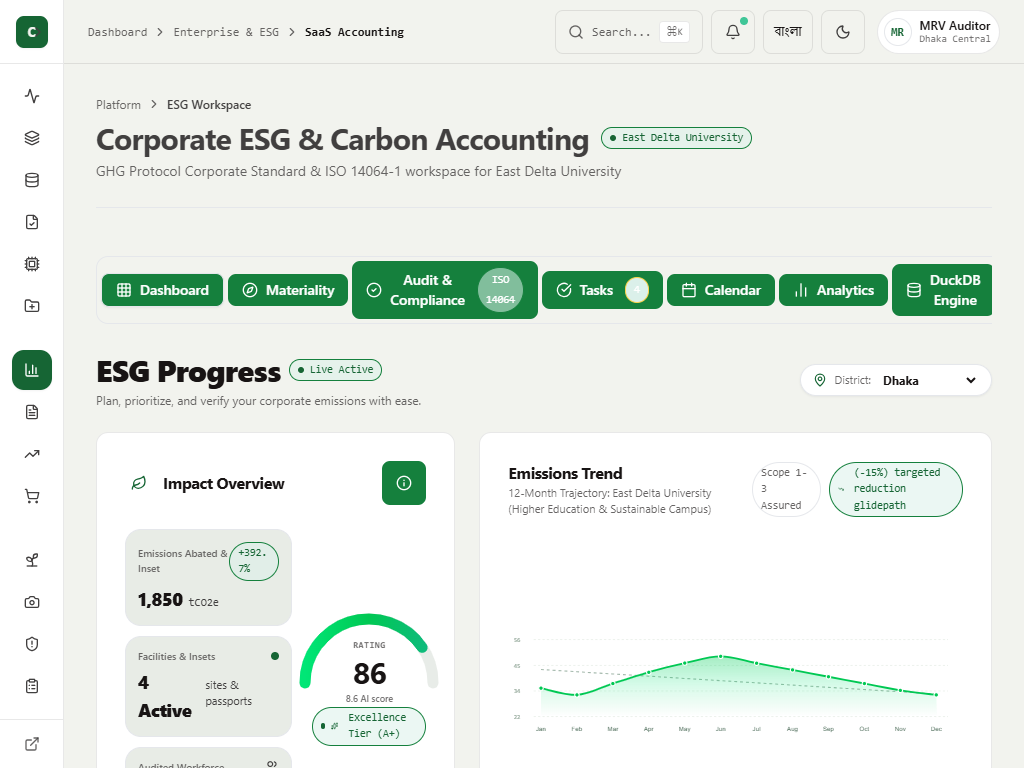 C
Dashboard > Enterprise & ESG > SaaS Accounting
Search... ⌘K
বাংলা
MR
MRV Auditor
Dhaka Central
Platform > ESG Workspace
Corporate ESG & Carbon Accounting
East Delta University
GHG Protocol Corporate Standard & ISO 14064-1 workspace for East Delta University
Dashboard
Materiality
Audit &
Compliance
ISO
14064
Tasks
4
Calendar
Analytics
DuckDB
Engine
ESG Progress
Live Active
Plan, prioritize, and verify your corporate emissions with ease.
District: Dhaka
Impact Overview
Emissions Abated &
Inset
+392.
7%
1,850 tCO2e
Facilities & Insets
4
Active
sites &
passports
Audited Workforce
RATING
86
8.6 AI score
Excellence
Tier (A+)
Emissions Trend
12-Month Trajectory: East Delta University
(Higher Education & Sustainable Campus)
Scope 1-
3
Assured
(-15%) targeted
reduction
glidepath
56
45
34
22
Jan Feb Mar Apr May Jun Jul Aug Sep Oct Nov Dec